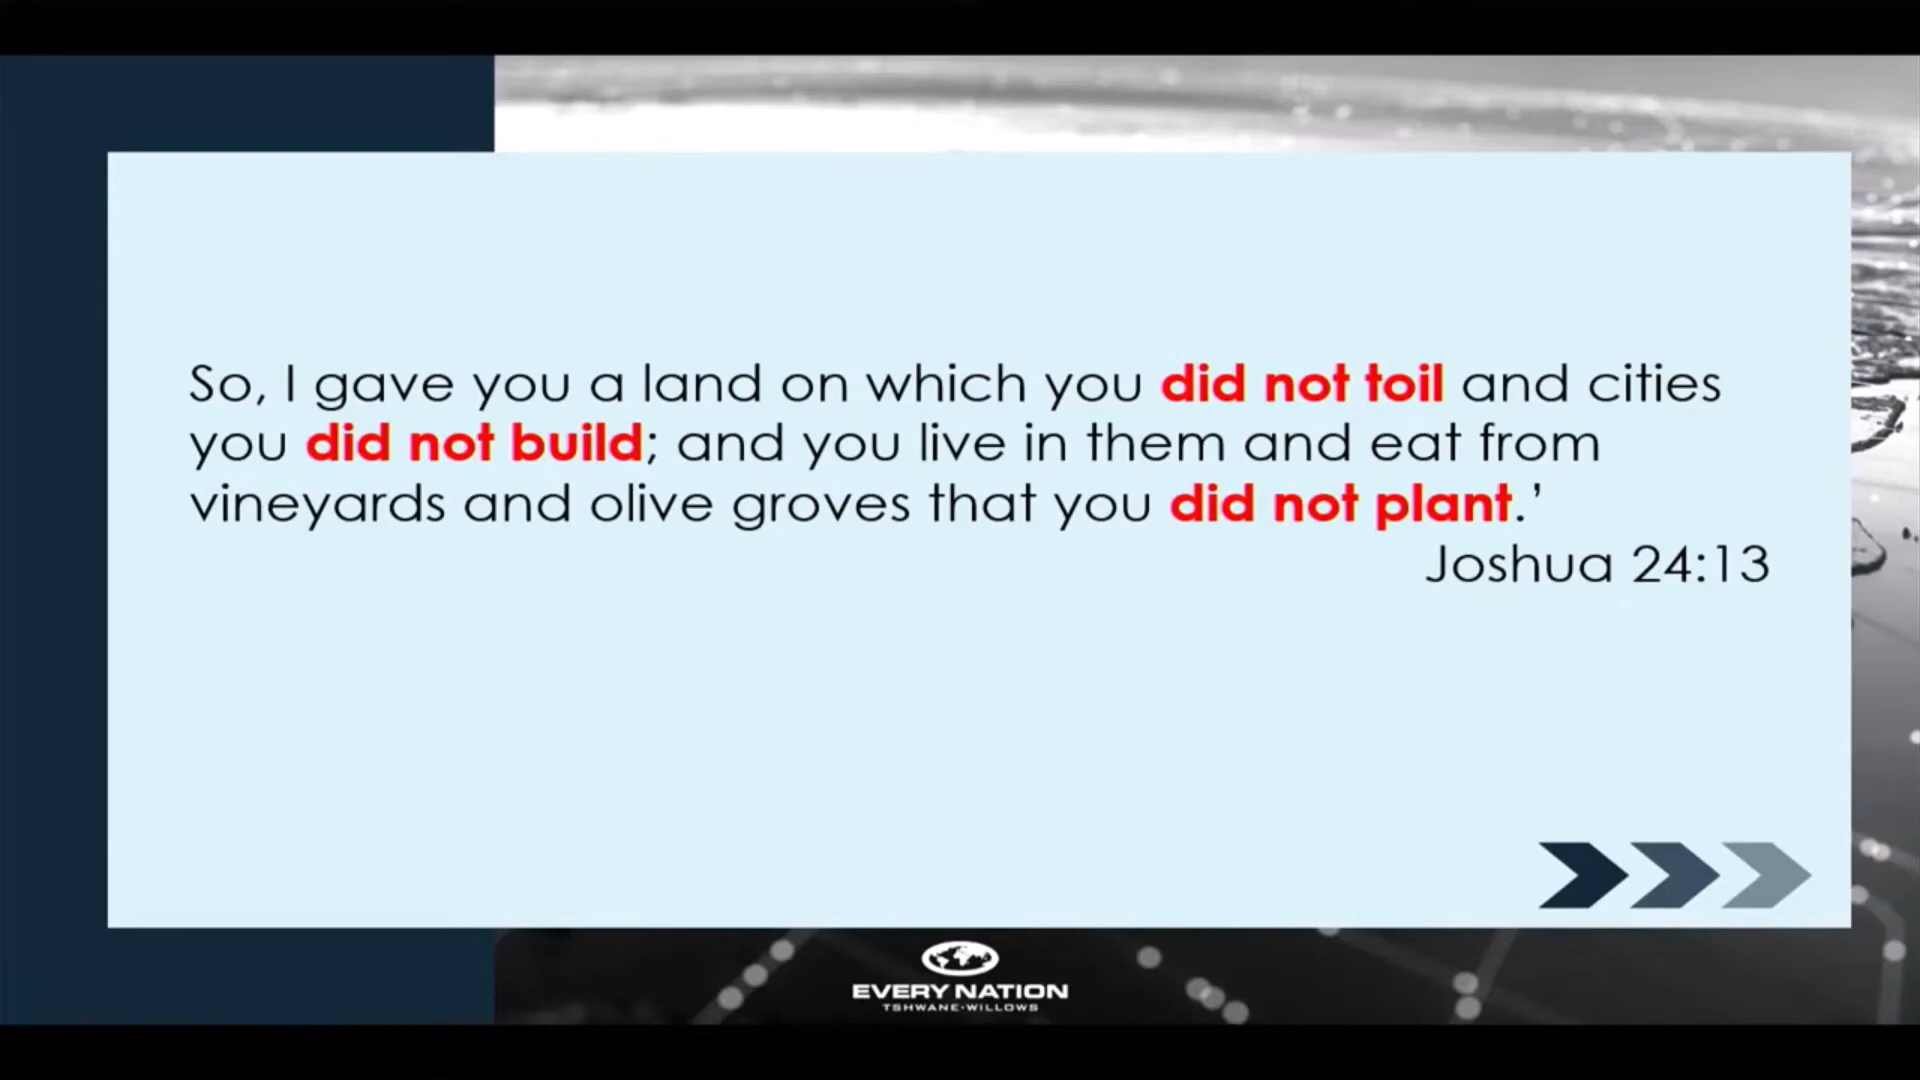 So, I gave you a land on which you did not toil and cities
you did not build; and you live in them and eat from
vineyards and olive groves that you did not plant.’
Joshua 24:13
EVERY NATION
TSHWANE•WILLOWS